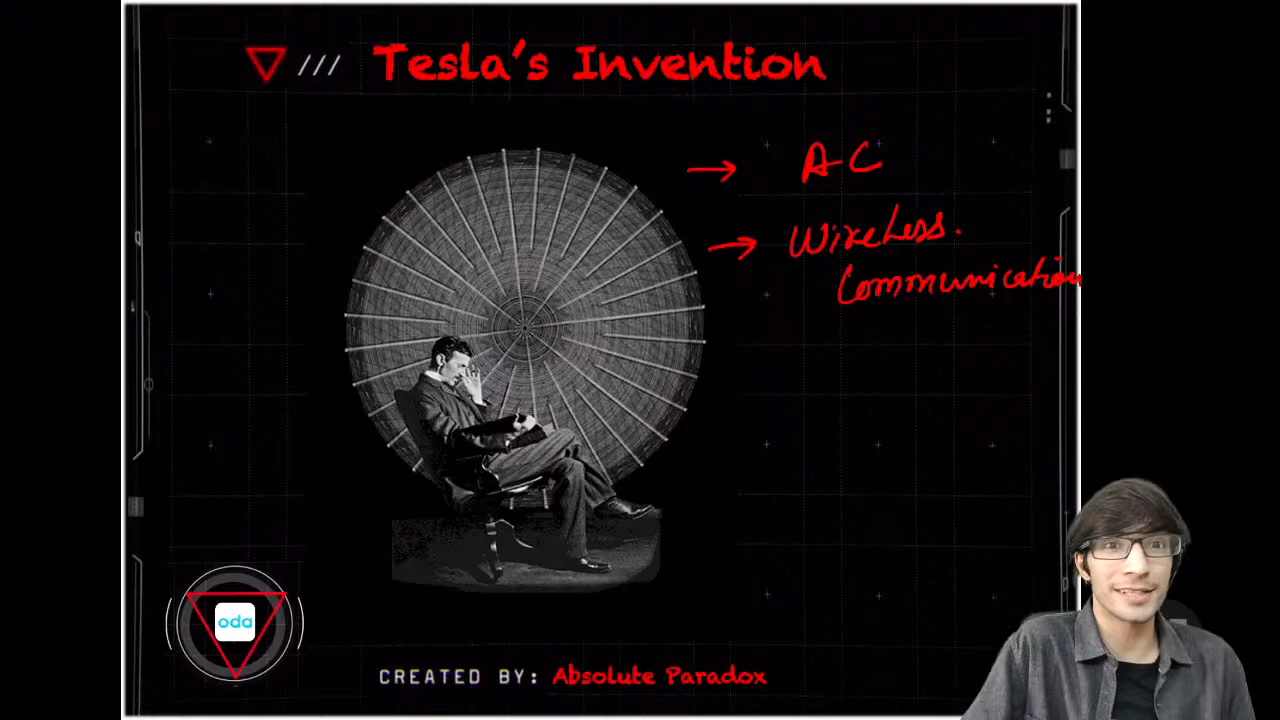 /// Tesla's Invention
→ AC
→ Wireless.
Communication
oda
CREATED BY: Absolute Paradox